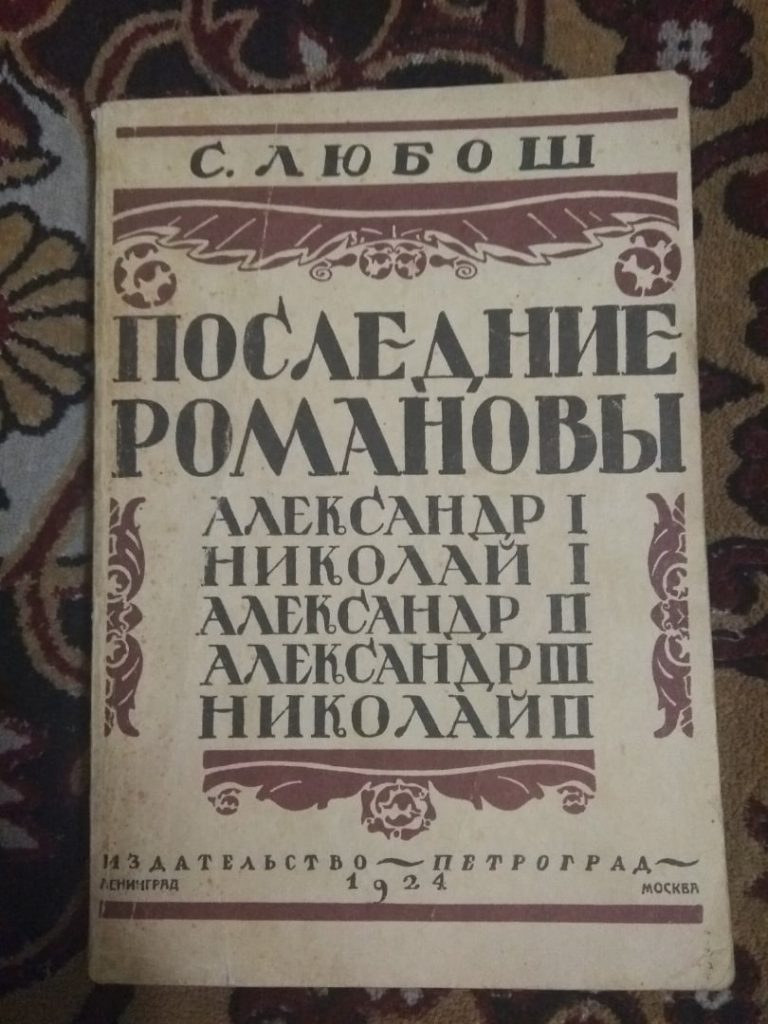 С. ЛЮБОШ
ПОСЛЕДНИЕ
РОМАНОВЫ
АЛЕКСАНДР I
НИКОЛАЙ I
АЛЕКСАНДР II
АЛЕКСАНДР III
НИКОЛАЙ II
ИЗДАТЕЛЬСТВО ~ ПЕТРОГРАД ~
ЛЕНИНГРАД 1924 МОСКВА